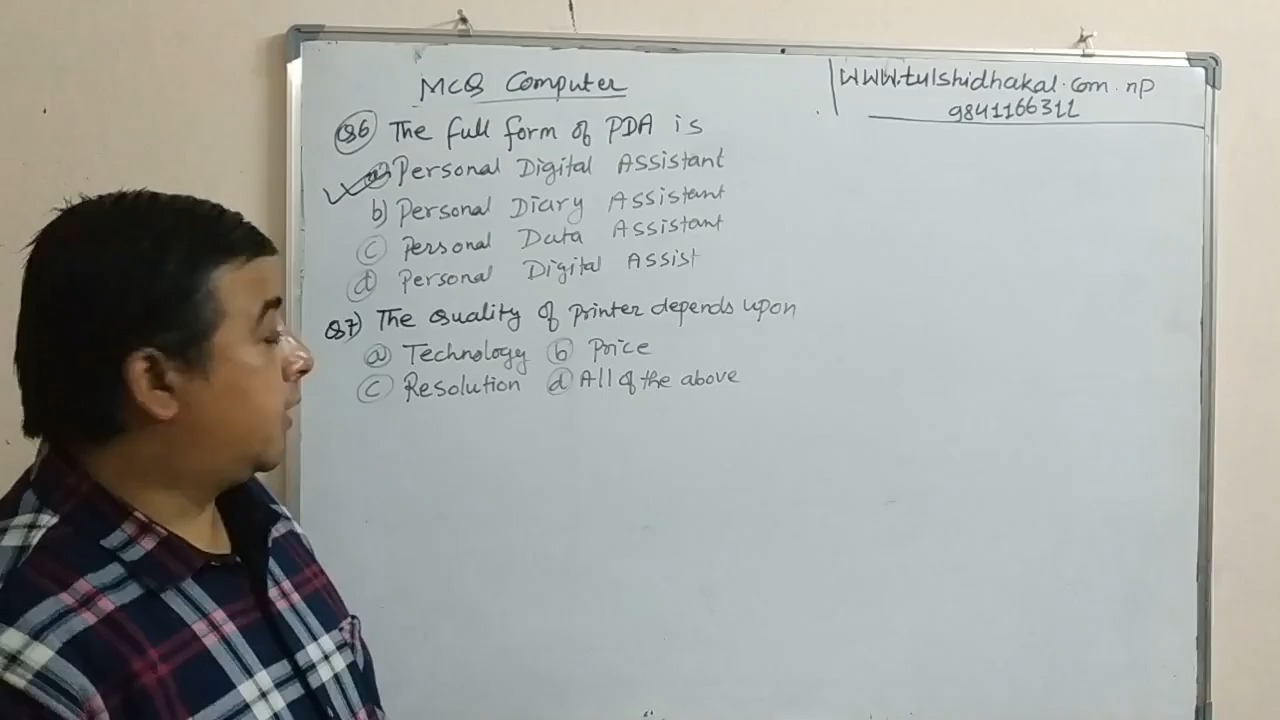 MCQ Computer
www.tulshidhakal.com.np
9841166311
Q6 The full form of PDA is
a) Personal Digital Assistant
b) Personal Diary Assistant
c) Personal Data Assistant
d) Personal Digital Assist
Q7) The Quality of printer depends upon
a) Technology b) Price
c) Resolution d) All of the above